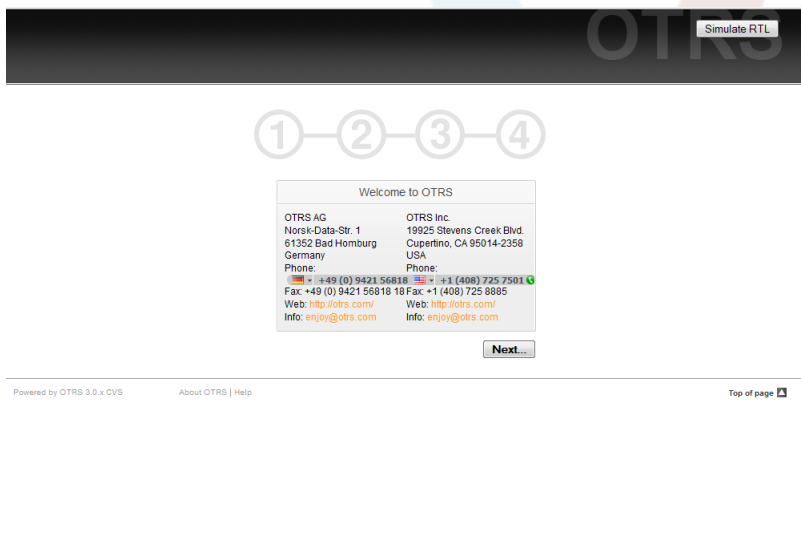 OTRS
Simulate RTL
1 2 3 4
Welcome to OTRS
OTRS AG
Norsk-Data-Str. 1
61352 Bad Homburg
Germany
Phone:
+49 (0) 9421 56818
Fax: +49 (0) 9421 56818 18
Web: http://otrs.com/
Info: enjoy@otrs.com
OTRS Inc.
19925 Stevens Creek Blvd.
Cupertino, CA 95014-2358
USA
Phone:
+1 (408) 725 7501
Fax: +1 (408) 725 8885
Web: http://otrs.com/
Info: enjoy@otrs.com
Next...
Powered by OTRS 3.0.x CVS
About OTRS | Help
Top of page